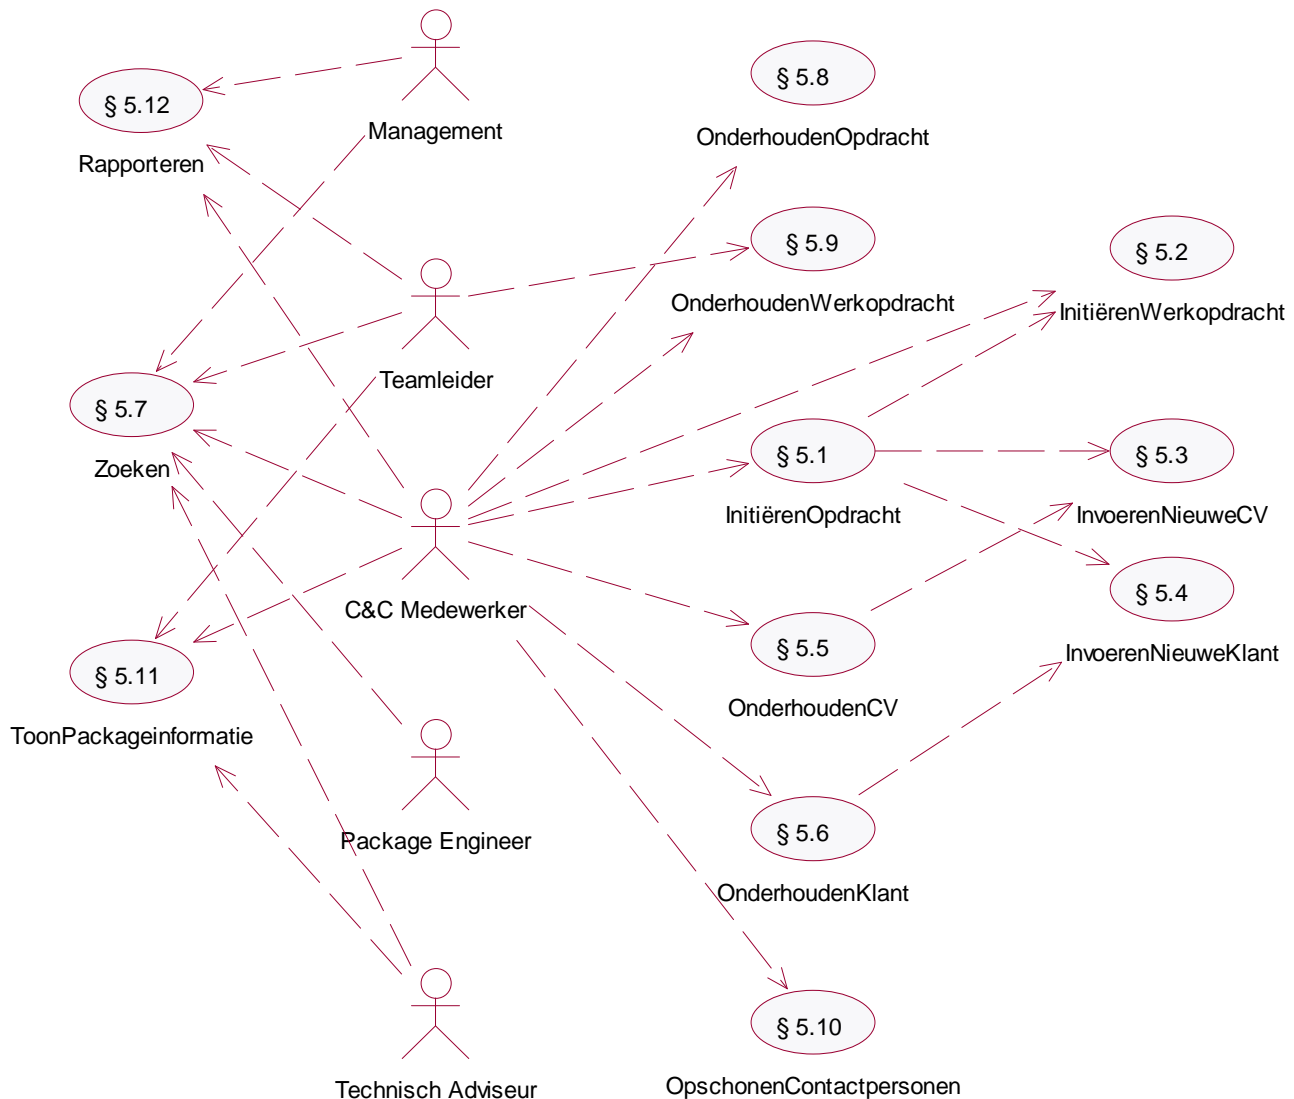 § 5.12
Rapporteren
Management
§ 5.8
OnderhoudenOpdracht
§ 5.9
OnderhoudenWerkopdracht
§ 5.2
InitiërenWerkopdracht
Teamleider
§ 5.7
Zoeken
§ 5.1
InitiërenOpdracht
§ 5.3
InvoerenNieuweCV
C&C Medewerker
§ 5.4
InvoerenNieuweKlant
§ 5.11
ToonPackageinformatie
§ 5.5
OnderhoudenCV
Package Engineer
§ 5.6
OnderhoudenKlant
Technisch Adviseur
§ 5.10
OpschonenContactpersonen